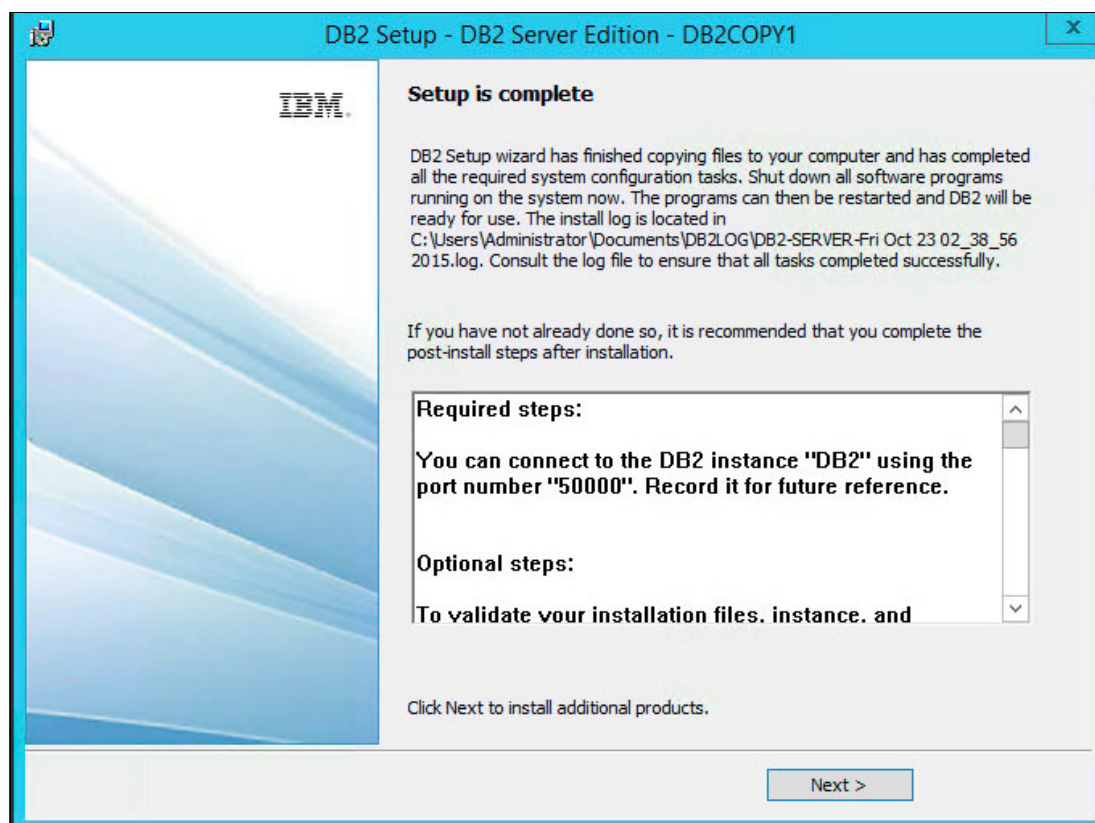 DB2 Setup - DB2 Server Edition - DB2COPY1
X
IBM.
Setup is complete
DB2 Setup wizard has finished copying files to your computer and has completed
all the required system configuration tasks. Shut down all software programs
running on the system now. The programs can then be restarted and DB2 will be
ready for use. The install log is located in
C:\Users\Administrator\Documents\DB2LOG\DB2-SERVER-Fri Oct 23 02_38_56
2015.log. Consult the log file to ensure that all tasks completed successfully.
If you have not already done so, it is recommended that you complete the
post-install steps after installation.
Required steps:
You can connect to the DB2 instance "DB2" using the
port number "50000". Record it for future reference.
Optional steps:
To validate your installation files, instance, and
Click Next to install additional products.
Next >